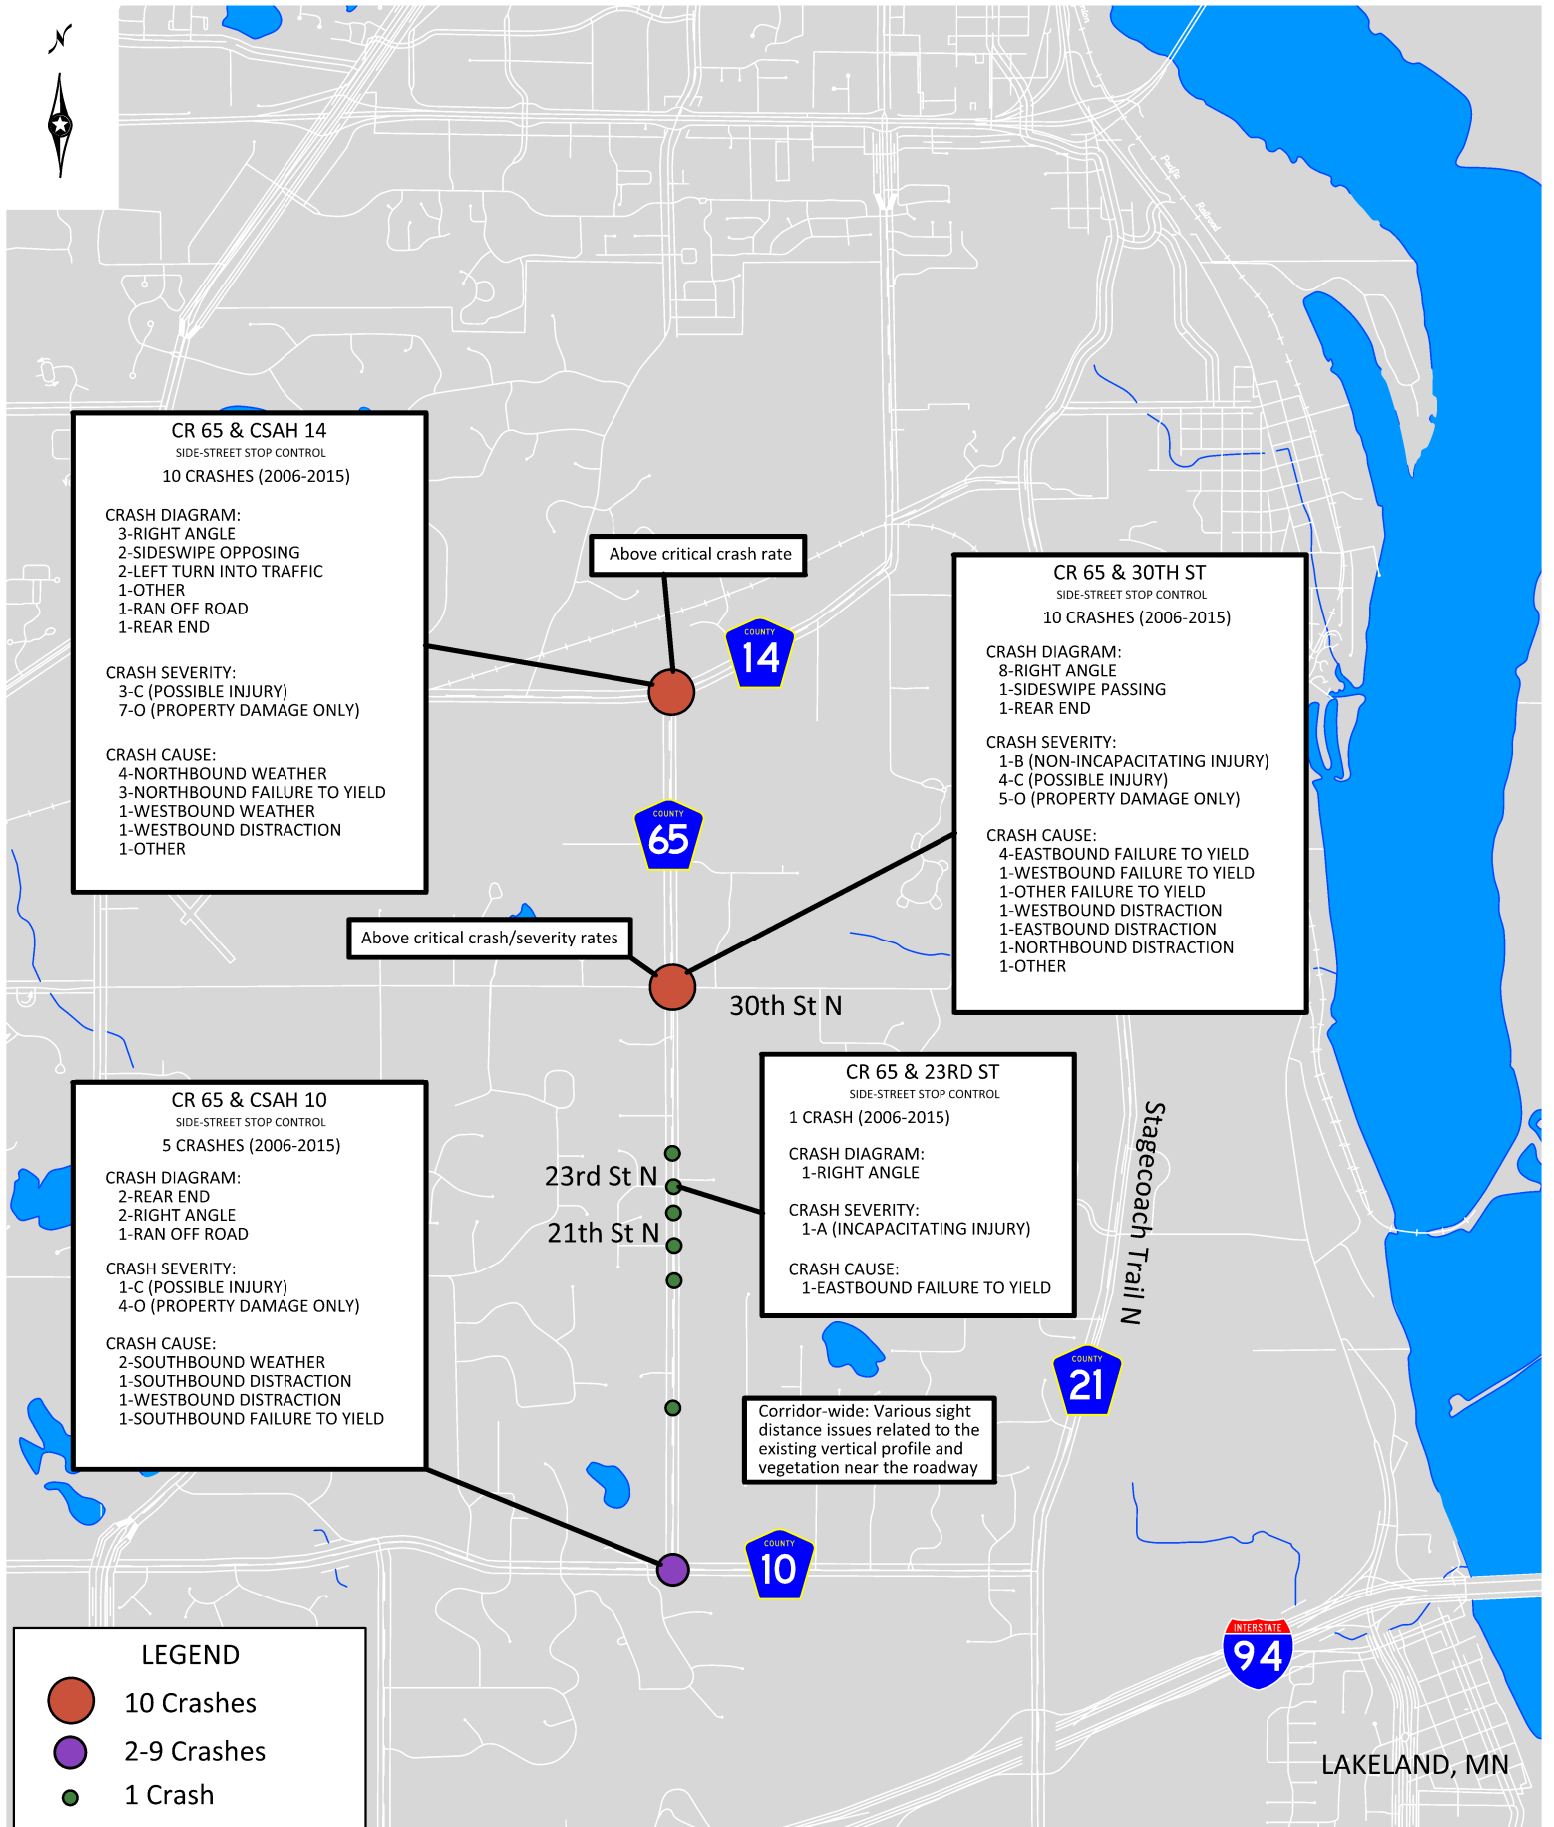 N
Union
Pacific
Railroad
CR 65 & CSAH 14
SIDE-STREET STOP CONTROL
10 CRASHES (2006-2015)
CRASH DIAGRAM:
3-RIGHT ANGLE
2-SIDESWIPE OPPOSING
2-LEFT TURN INTO TRAFFIC
1-OTHER
1-RAN OFF ROAD
1-REAR END
CRASH SEVERITY:
3-C (POSSIBLE INJURY)
7-O (PROPERTY DAMAGE ONLY)
CRASH CAUSE:
4-NORTHBOUND WEATHER
3-NORTHBOUND FAILURE TO YIELD
1-WESTBOUND WEATHER
1-WESTBOUND DISTRACTION
1-OTHER
Above critical crash rate
COUNTY
14
CR 65 & 30TH ST
SIDE-STREET STOP CONTROL
10 CRASHES (2006-2015)
CRASH DIAGRAM:
8-RIGHT ANGLE
1-SIDESWIPE PASSING
1-REAR END
CRASH SEVERITY:
1-B (NON-INCAPACITATING INJURY)
4-C (POSSIBLE INJURY)
5-O (PROPERTY DAMAGE ONLY)
CRASH CAUSE:
4-EASTBOUND FAILURE TO YIELD
1-WESTBOUND FAILURE TO YIELD
1-OTHER FAILURE TO YIELD
1-WESTBOUND DISTRACTION
1-EASTBOUND DISTRACTION
1-NORTHBOUND DISTRACTION
1-OTHER
COUNTY
65
Above critical crash/severity rates
30th St N
CR 65 & CSAH 10
SIDE-STREET STOP CONTROL
5 CRASHES (2006-2015)
CRASH DIAGRAM:
2-REAR END
2-RIGHT ANGLE
1-RAN OFF ROAD
CRASH SEVERITY:
1-C (POSSIBLE INJURY)
4-O (PROPERTY DAMAGE ONLY)
CRASH CAUSE:
2-SOUTHBOUND WEATHER
1-SOUTHBOUND DISTRACTION
1-WESTBOUND DISTRACTION
1-SOUTHBOUND FAILURE TO YIELD
23rd St N
21th St N
CR 65 & 23RD ST
SIDE-STREET STOP CONTROL
1 CRASH (2006-2015)
CRASH DIAGRAM:
1-RIGHT ANGLE
CRASH SEVERITY:
1-A (INCAPACITATING INJURY)
CRASH CAUSE:
1-EASTBOUND FAILURE TO YIELD
Stagecoach Trail N
COUNTY
21
Corridor-wide: Various sight
distance issues related to the
existing vertical profile and
vegetation near the roadway
COUNTY
10
INTERSTATE
94
LAKELAND, MN
LEGEND
10 Crashes
2-9 Crashes
1 Crash